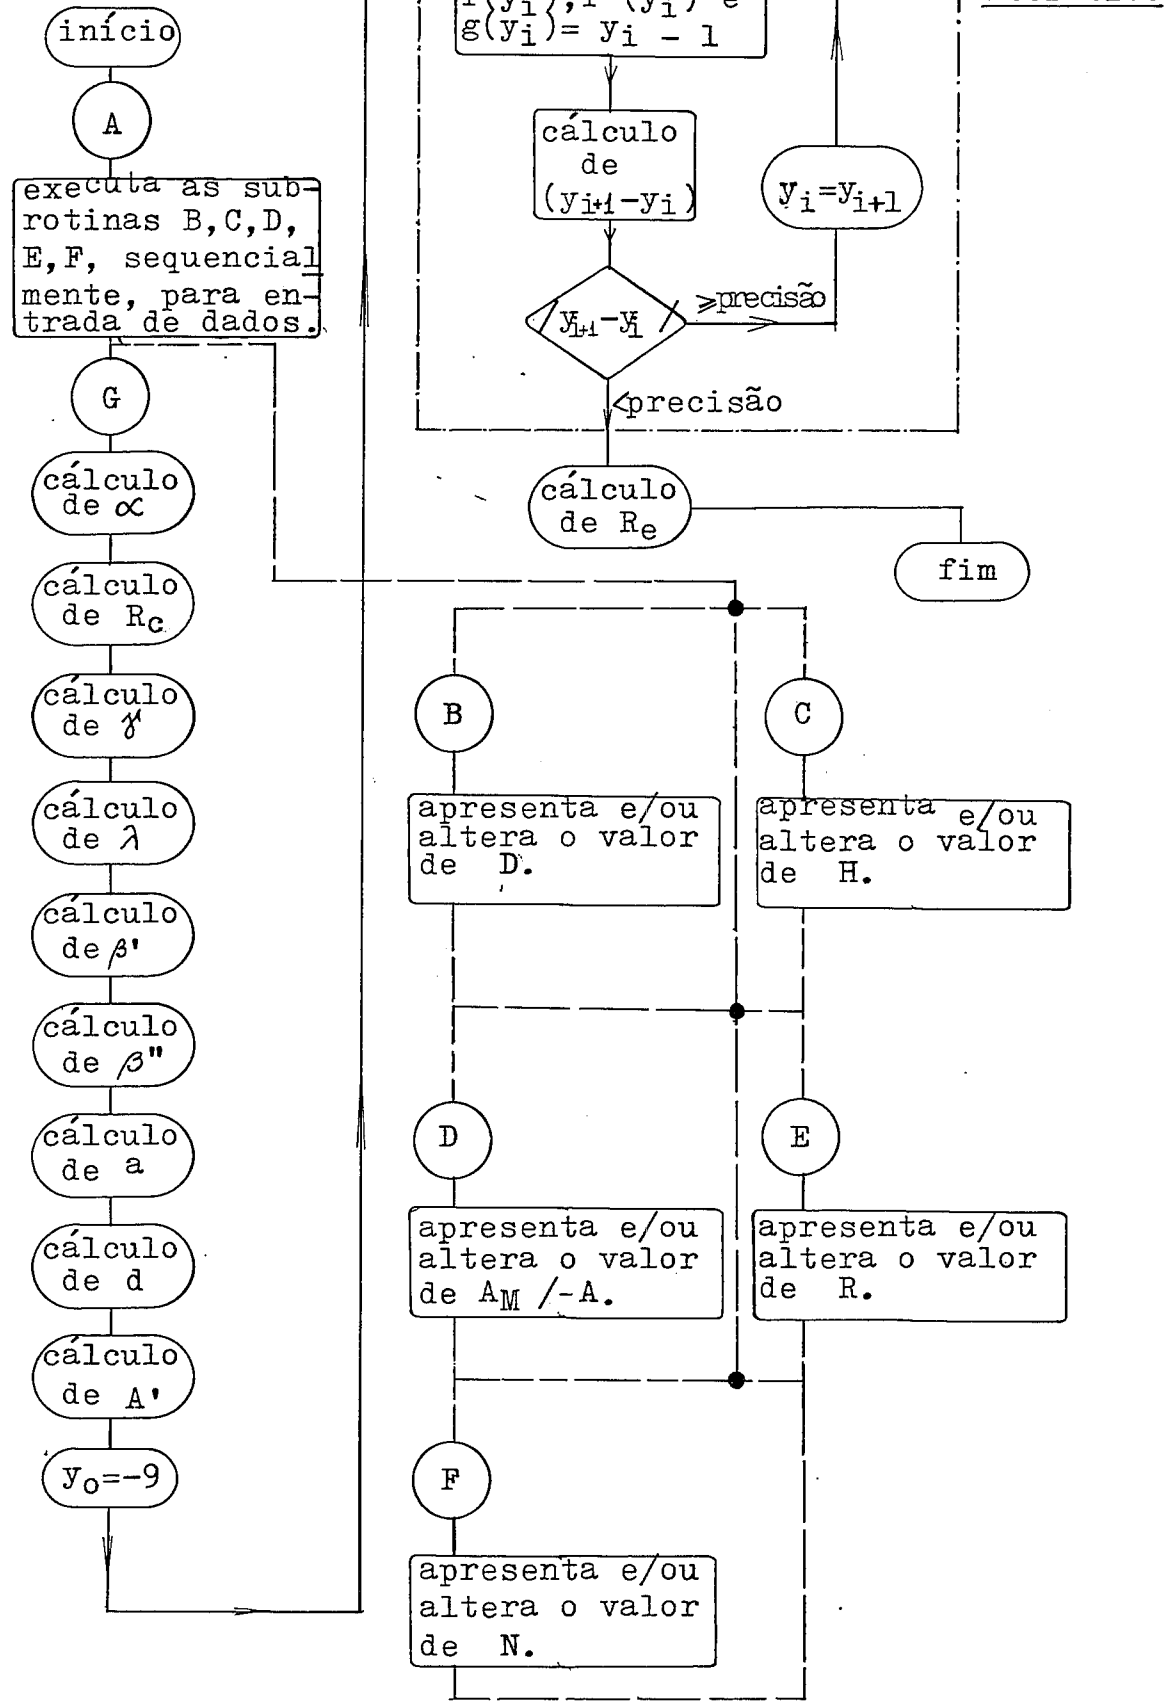 início
A
executa as sub-
rotinas B,C,D,
E,F, sequencial
mente, para en-
trada de dados.
G
cálculo
de α
cálculo
de Rc
cálculo
de γ
cálculo
de λ
cálculo
de β'
cálculo
de β"
cálculo
de a
cálculo
de d
cálculo
de A'
yo=-9
g(yi)= yi - 1
cálculo
de
(yi+1-yi)
yi=yi+1
/ yi+1-yi /
≥precisão
<precisão
cálculo
de Re
fim
B
apresenta e/ou
altera o valor
de D.
C
apresenta e/ou
altera o valor
de H.
D
apresenta e/ou
altera o valor
de AM /-A.
E
apresenta e/ou
altera o valor
de R.
F
apresenta e/ou
altera o valor
de N.